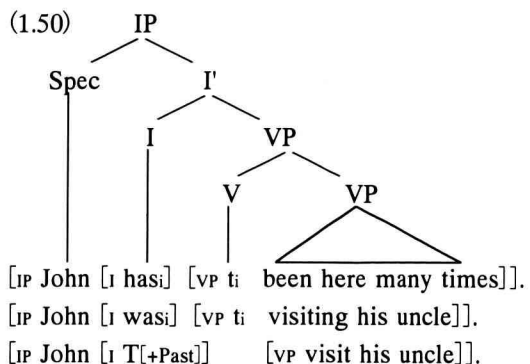 (1.50) IP
Spec I'
I VP
V VP
[IP John [I hasi] [VP ti been here many times]].
[IP John [I wasi] [VP ti visiting his uncle]].
[IP John [I T[+Past]] [VP visit his uncle]].